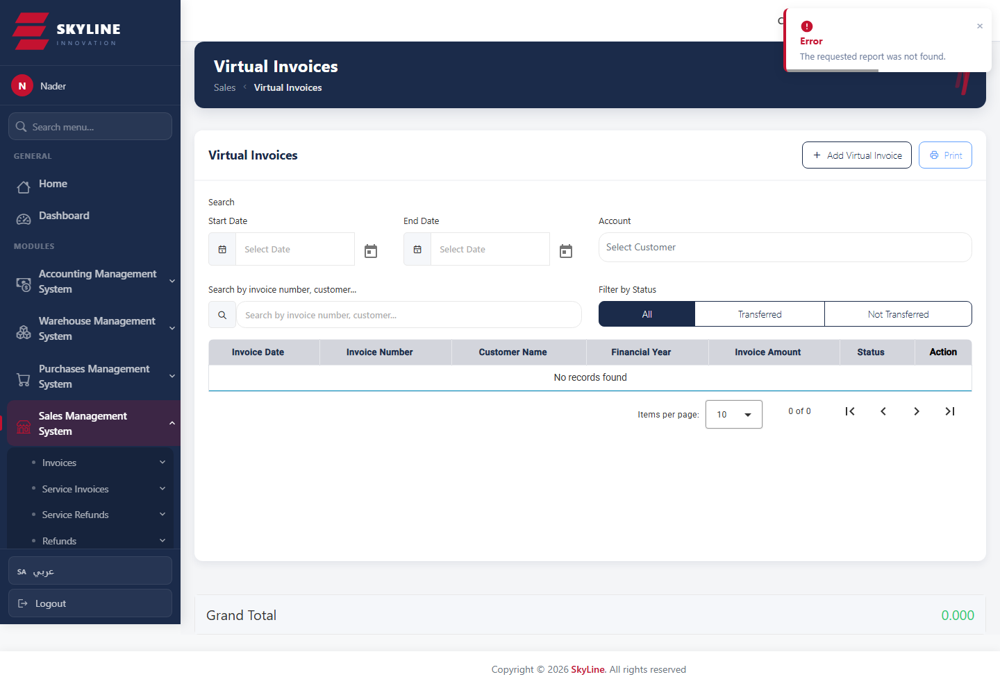 SKYLINE
INNOVATION
N Nader
Search menu...
GENERAL
Home
Dashboard
MODULES
Accounting Management
System
Warehouse Management
System
Purchases Management
System
Sales Management
System
Invoices
Service Invoices
Service Refunds
Refunds
SA عربي
Logout
Error
The requested report was not found.
Virtual Invoices
Sales Virtual Invoices
Virtual Invoices
Add Virtual Invoice Print
Search
Start Date End Date Account
Select Date Select Date Select Customer
Search by invoice number, customer... Filter by Status
Search by invoice number, customer... All Transferred Not Transferred
Invoice Date Invoice Number Customer Name Financial Year Invoice Amount Status Action
No records found
Items per page: 10 0 of 0
Grand Total 0.000
Copyright © 2026 SkyLine. All rights reserved